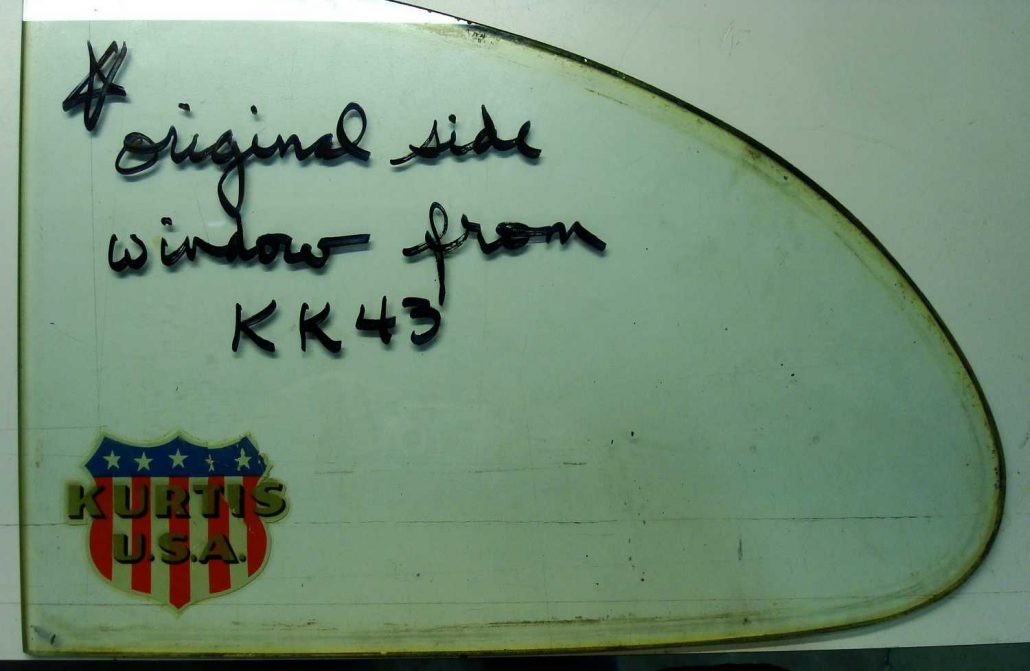 original side
window from
KK43
KURTIS
U.S.A.